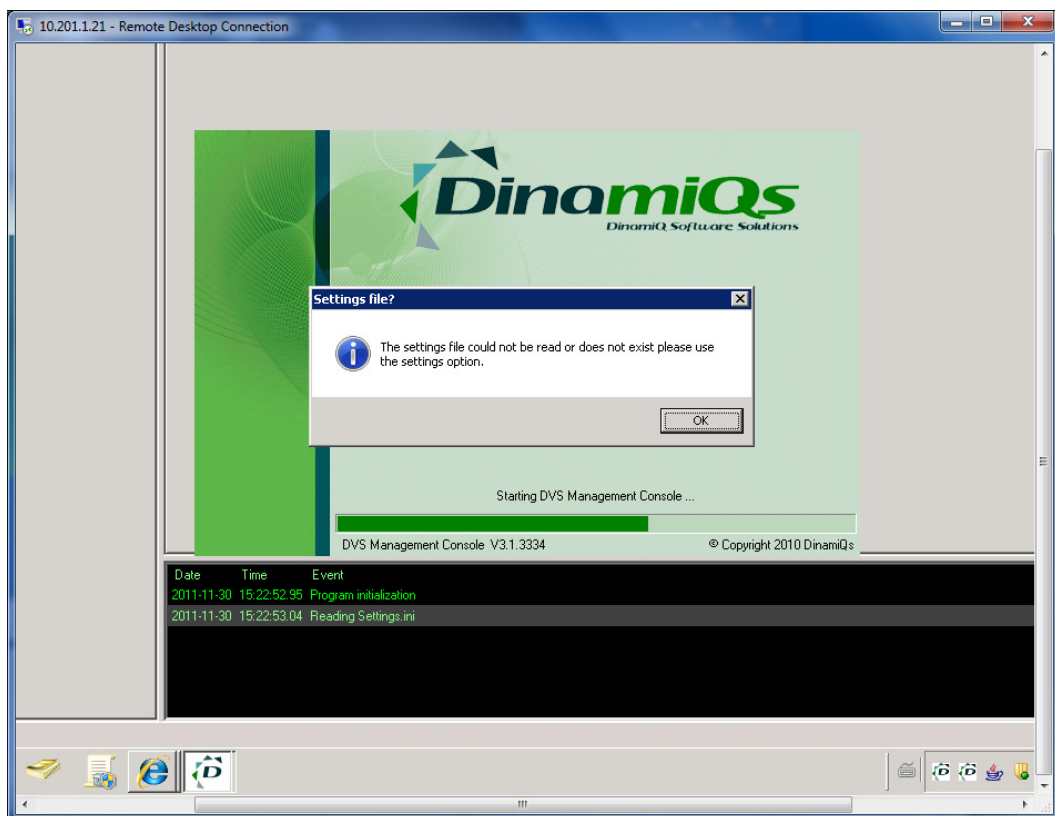 10.201.1.21 - Remote Desktop Connection
DinamiQs
DinamiQ Software Solutions
Settings file?
The settings file could not be read or does not exist please use
the settings option.
OK
Starting DVS Management Console ...
DVS Management Console V3.1.3334
© Copyright 2010 DinamiQs
Date Time Event
2011-11-30 15:22:52.95 Program initialization
2011-11-30 15:22:53.04 Reading Settings.ini